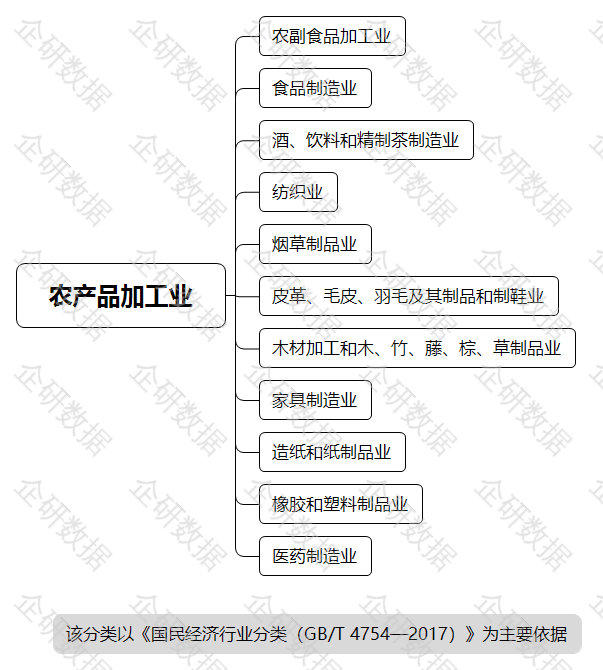 农副食品加工业
食品制造业
酒、饮料和精制茶制造业
纺织业
烟草制品业
农产品加工业
皮革、毛皮、羽毛及其制品和制鞋业
木材加工和木、竹、藤、棕、草制品业
家具制造业
造纸和纸制品业
橡胶和塑料制品业
医药制造业
该分类以《国民经济行业分类（GB/T 4754—-2017）》为主要依据
企研数据